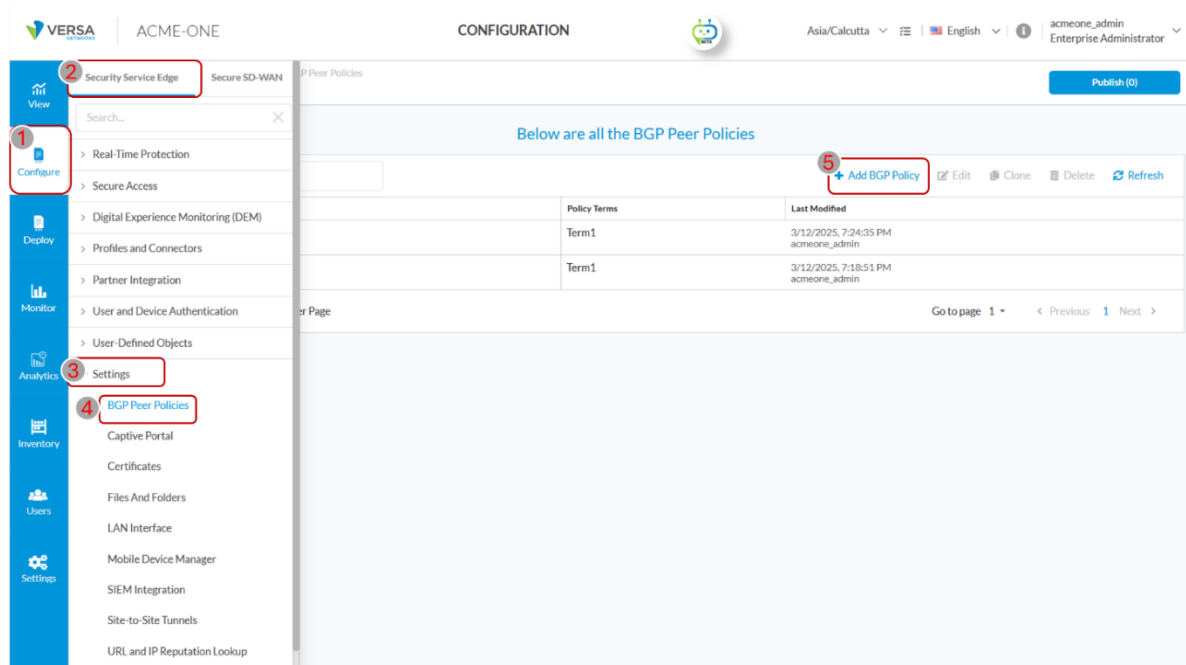 VERSA
NETWORKS
ACME-ONE
CONFIGURATION
BETA
Asia/Calcutta
English
acmeone_admin
Enterprise Administrator
View
1
Configure
Deploy
Monitor
Analytics
Inventory
Users
Settings
2
Security Service Edge
Secure SD-WAN
Search...
Real-Time Protection
Secure Access
Digital Experience Monitoring (DEM)
Profiles and Connectors
Partner Integration
User and Device Authentication
User-Defined Objects
3
Settings
4
BGP Peer Policies
Captive Portal
Certificates
Files And Folders
LAN Interface
Mobile Device Manager
SIEM Integration
Site-to-Site Tunnels
URL and IP Reputation Lookup
P Peer Policies
Publish (0)
Below are all the BGP Peer Policies
5
+ Add BGP Policy
Edit
Clone
Delete
Refresh
Policy Terms
Last Modified
Term1
3/12/2025, 7:24:35 PM
acmeone_admin
Term1
3/12/2025, 7:18:51 PM
acmeone_admin
er Page
Go to page 1
< Previous 1 Next >